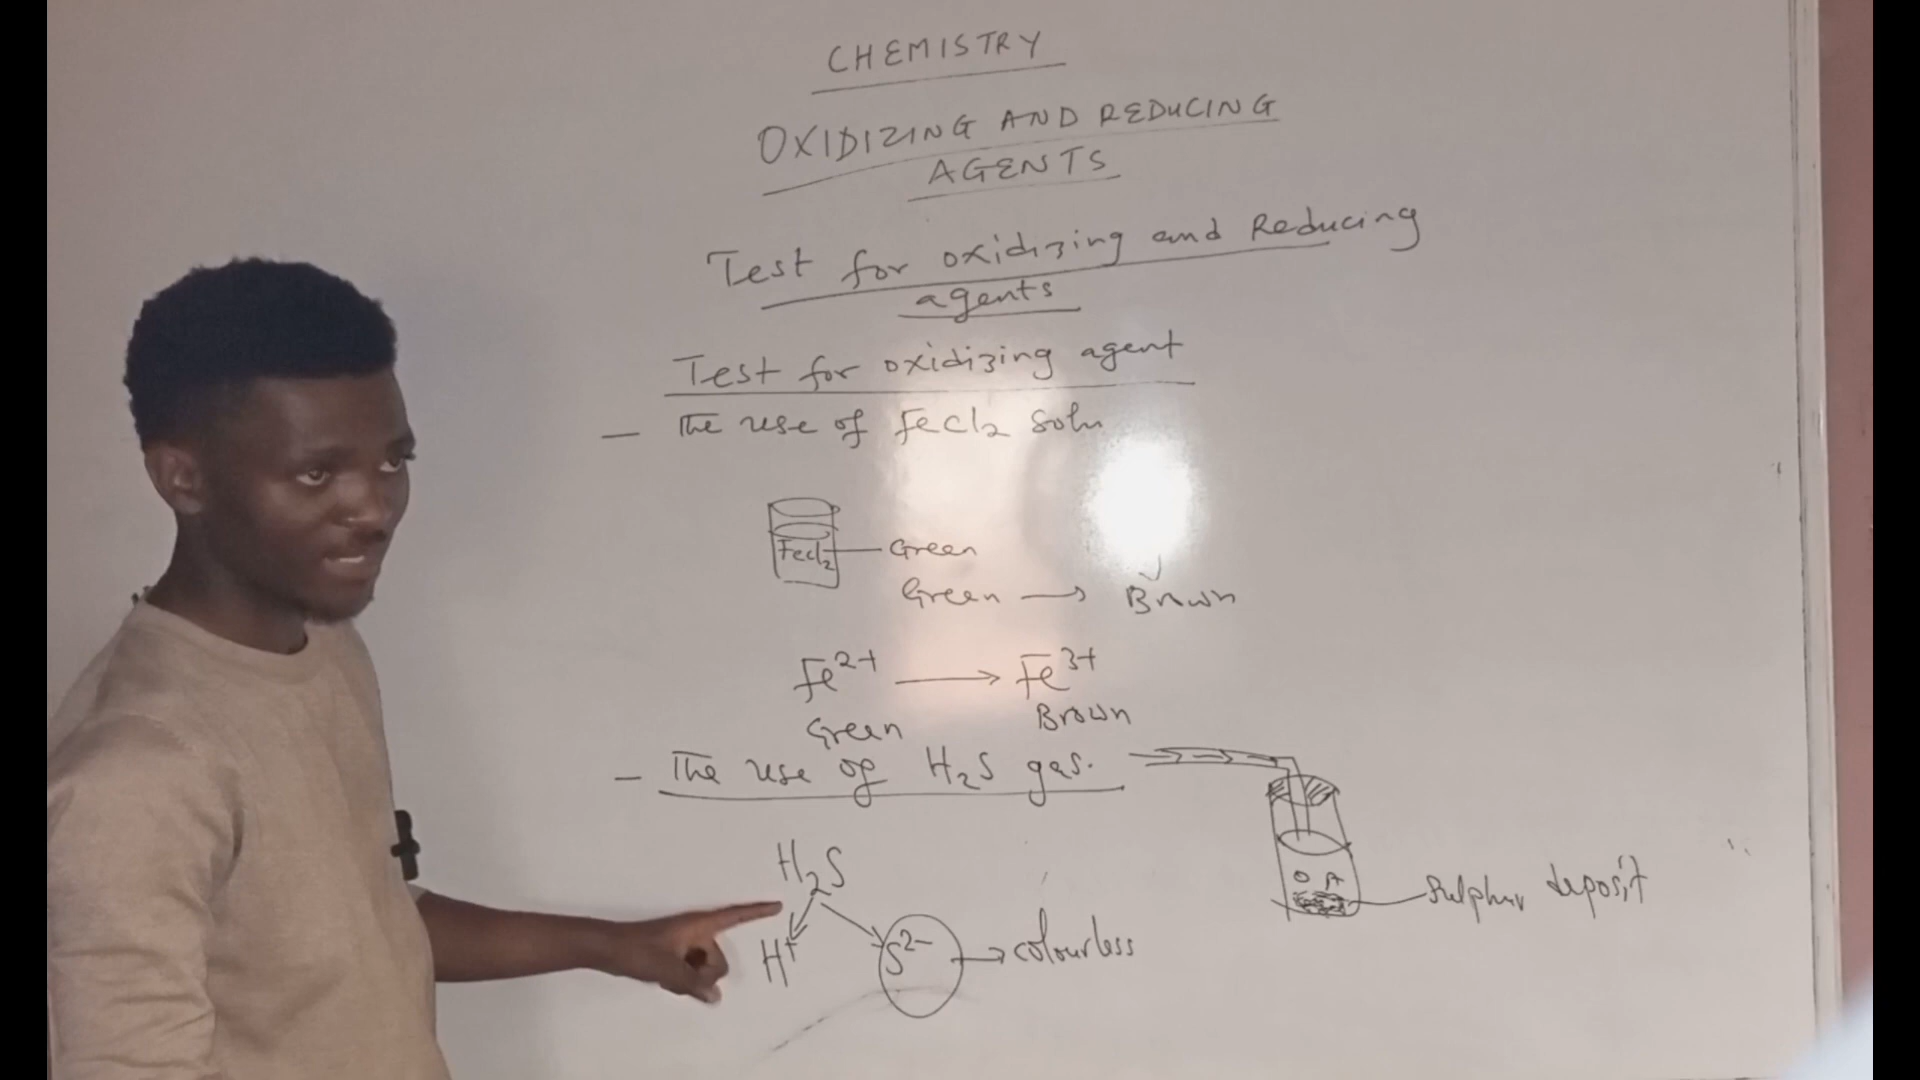 CHEMISTRY
OXIDIZING AND REDUCING
AGENTS
Test for oxidizing and Reducing
agents
Test for oxidizing agent
— The use of FeCl₂ Soln
FeCl₂ — Green
Green → Brown
Fe²⁺ → Fe³⁺
Green Brown
— The use of H₂S gas.
H₂S
O A
Sulphur deposit
H⁺ S²⁻ → colourless